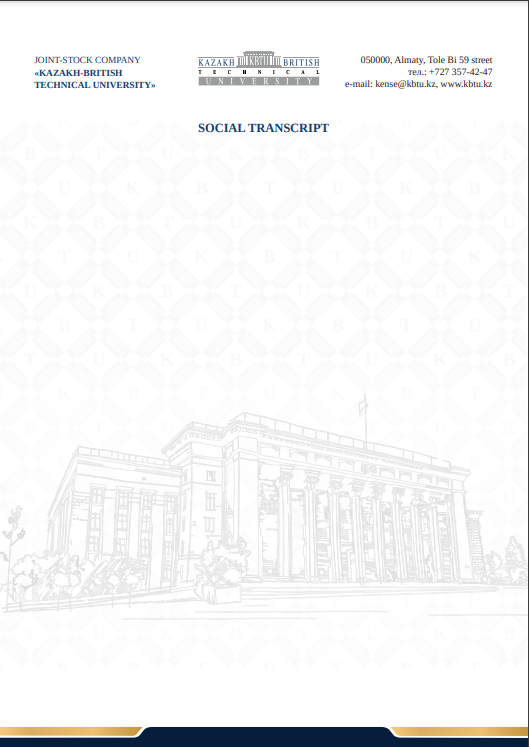 JOINT-STOCK COMPANY
«KAZAKH-BRITISH
TECHNICAL UNIVERSITY»
KAZAKH KBTU BRITISH
TECHNICAL
UNIVERSITY
050000, Almaty, Tole Bi 59 street
тел.: +727 357-42-47
e-mail: kense@kbtu.kz, www.kbtu.kz
SOCIAL TRANSCRIPT